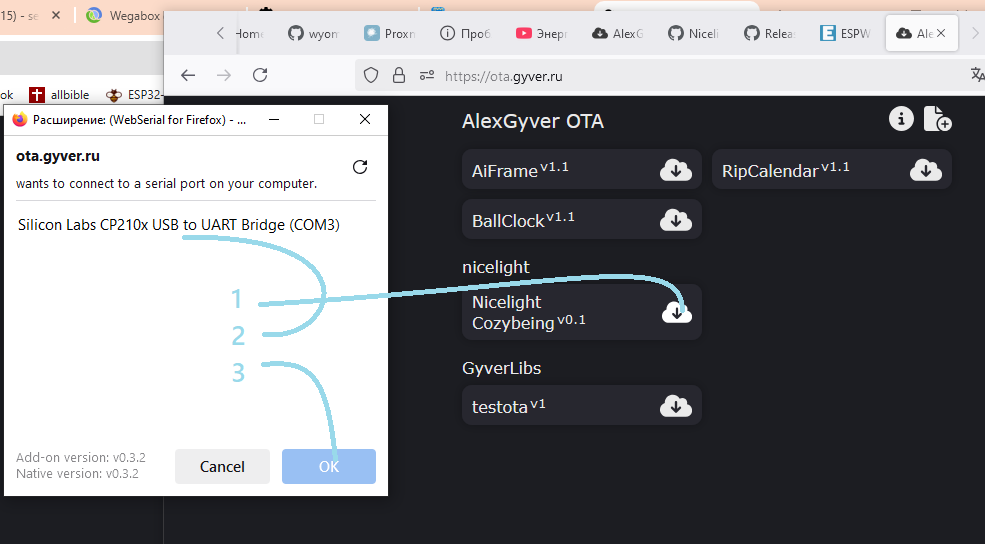 15) - se
Wegabox
Home
wyom
Proxm
Проб
Энерг
AlexG
Niceli
Releas
ESPW
Ale
https://ota.gyver.ru
ok
allbible
ESP32-
Расширение: (WebSerial for Firefox) - ...
ota.gyver.ru
wants to connect to a serial port on your computer.
Silicon Labs CP210x USB to UART Bridge (COM3)
1
2
3
Add-on version: v0.3.2
Native version: v0.3.2
Cancel
OK
AlexGyver OTA
AiFrame v1.1
RipCalendar v1.1
BallClock v1.1
nicelight
Nicelight
Cozybeing v0.1
GyverLibs
testota v1